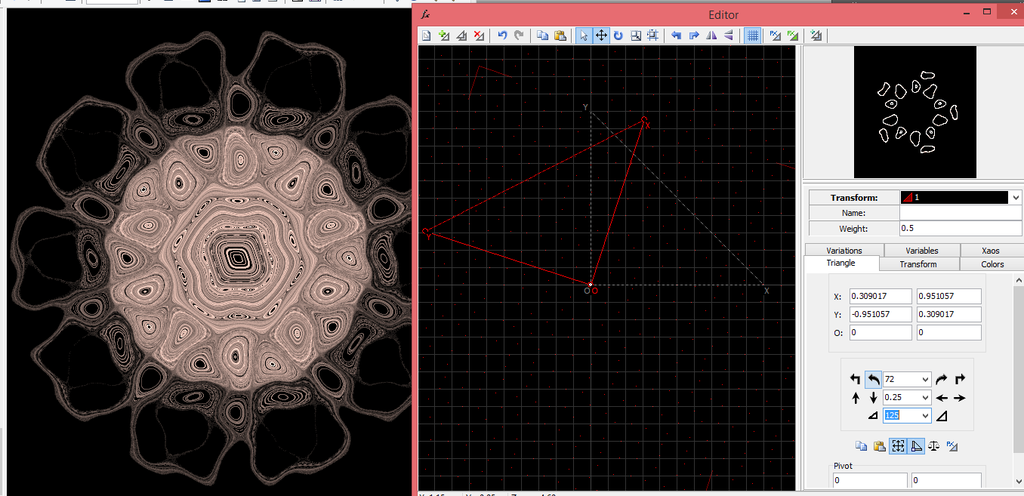 Editor
Transform:
1
Name:
Weight:
0.5
Variations
Variables
Xaos
Triangle
Transform
Colors
X:
0.309017
0.951057
Y:
-0.951057
0.309017
O:
0
0
72
0.25
125
Pivot
0
0
Y
X
Y
O
O
X